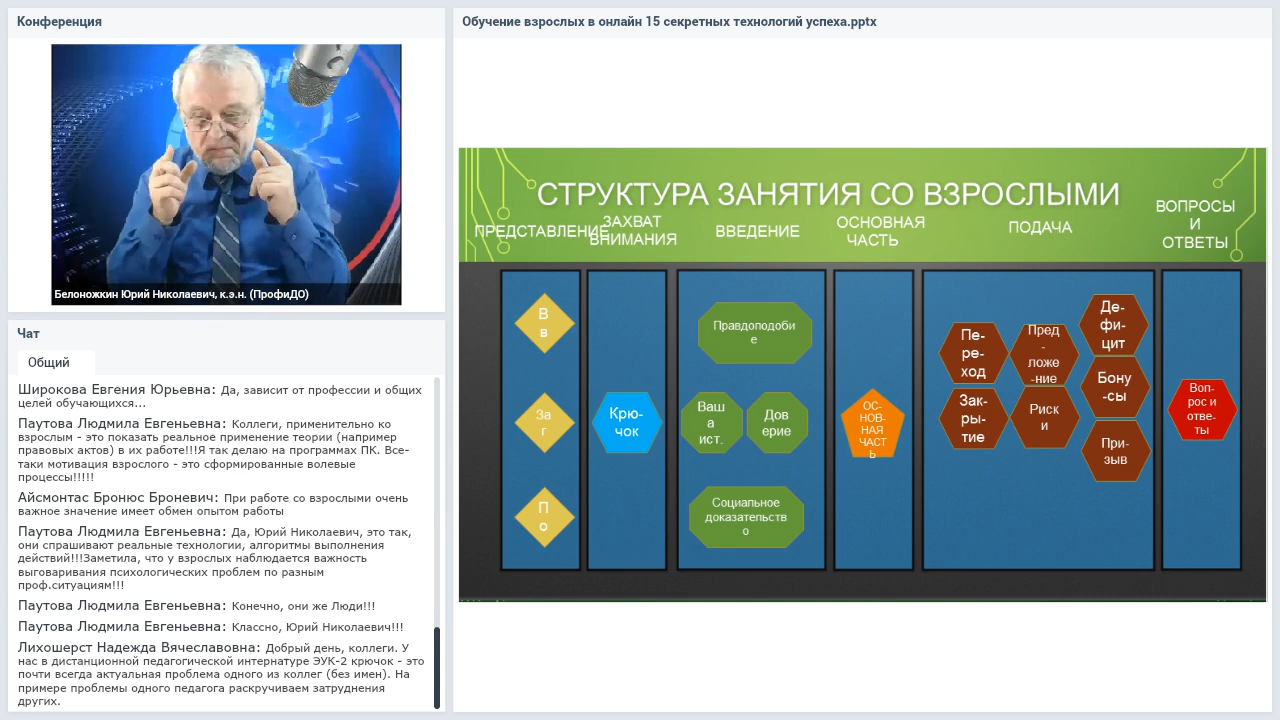 Конференция
Белоножкин Юрий Николаевич, к.э.н. (ПрофиДО)
Чат
Общий
Широкова Евгения Юрьевна: Да, зависит от профессии и общих
целей обучающихся...
Паутова Людмила Евгеньевна: Коллеги, применительно ко
взрослым - это показать реальное применение теории (например
правовых актов) в их работе!!!Я так делаю на программах ПК. Все-
таки мотивация взрослого - это сформированные волевые
процессы!!!!!
Айсмонтас Бронюс Броневич: При работе со взрослыми очень
важное значение имеет обмен опытом работы
Паутова Людмила Евгеньевна: Да, Юрий Николаевич, это так,
они спрашивают реальные технологии, алгоритмы выполнения
действий!!!Заметила, что у взрослых наблюдается важность
выговаривания психологических проблем по разным
проф.ситуациям!!!
Паутова Людмила Евгеньевна: Конечно, они же Люди!!!
Паутова Людмила Евгеньевна: Классно, Юрий Николаевич!!!
Лихошерст Надежда Вячеславовна: Добрый день, коллеги. У
нас в дистанционной педагогической интернатуре ЭУК-2 крючок - это
почти всегда актуальная проблема одного из коллег (без имен). На
примере проблемы одного педагога раскручиваем затруднения
других.
Обучение взрослых в онлайн 15 секретных технологий успеха.pptx
СТРУКТУРА ЗАНЯТИЯ СО ВЗРОСЛЫМИ
ПРЕДСТАВЛЕНИЕ
ЗАХВАТ
ВНИМАНИЯ
ВВЕДЕНИЕ
ОСНОВНАЯ
ЧАСТЬ
ПОДАЧА
ВОПРОСЫ
И
ОТВЕТЫ
В
в
За
г
П
о
Крю-
чок
Правдоподоби
е
Ваш
а
ист.
Дов
ерие
Социальное
доказательств
о
ОС-
НОВ-
НАЯ
ЧАСТ
Ь
Пе-
ре-
ход
Пред
-
ложе
-ние
Де-
фи-
цит
Зак-
ры-
тие
Риск
и
Бону
-сы
При-
зыв
Воп-
рос и
отве-
ты